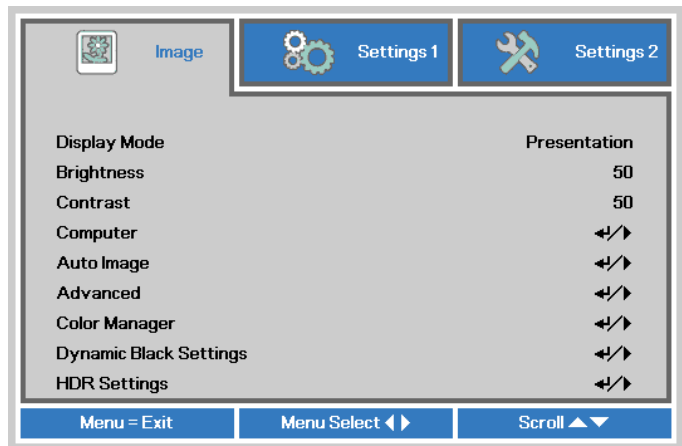 Image Settings 1 Settings 2
Display Mode Presentation
Brightness 50
Contrast 50
Computer ↵/▶
Auto Image ↵/▶
Advanced ↵/▶
Color Manager ↵/▶
Dynamic Black Settings ↵/▶
HDR Settings ↵/▶
Menu = Exit Menu Select ◀ ▶ Scroll ▲ ▼